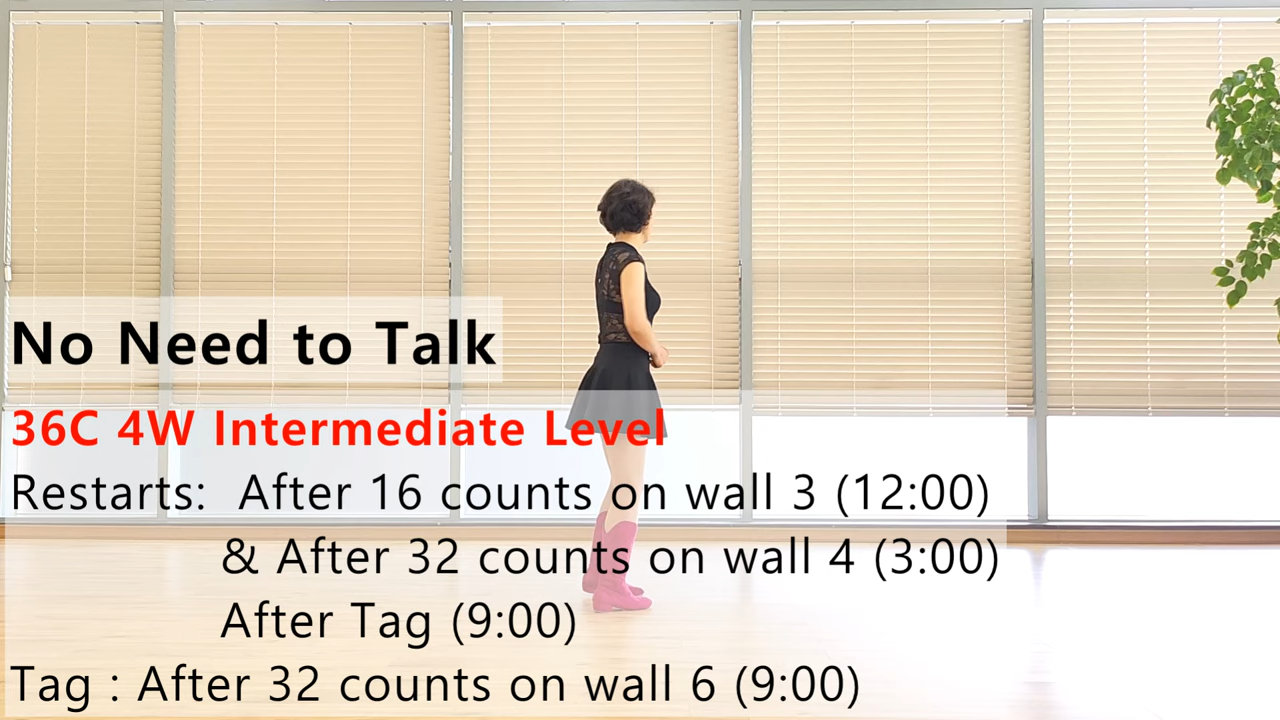 No Need to Talk
36C 4W Intermediate Level
Restarts:  After 16 counts on wall 3 (12:00)
& After 32 counts on wall 4 (3:00)
After Tag (9:00)
Tag : After 32 counts on wall 6 (9:00)